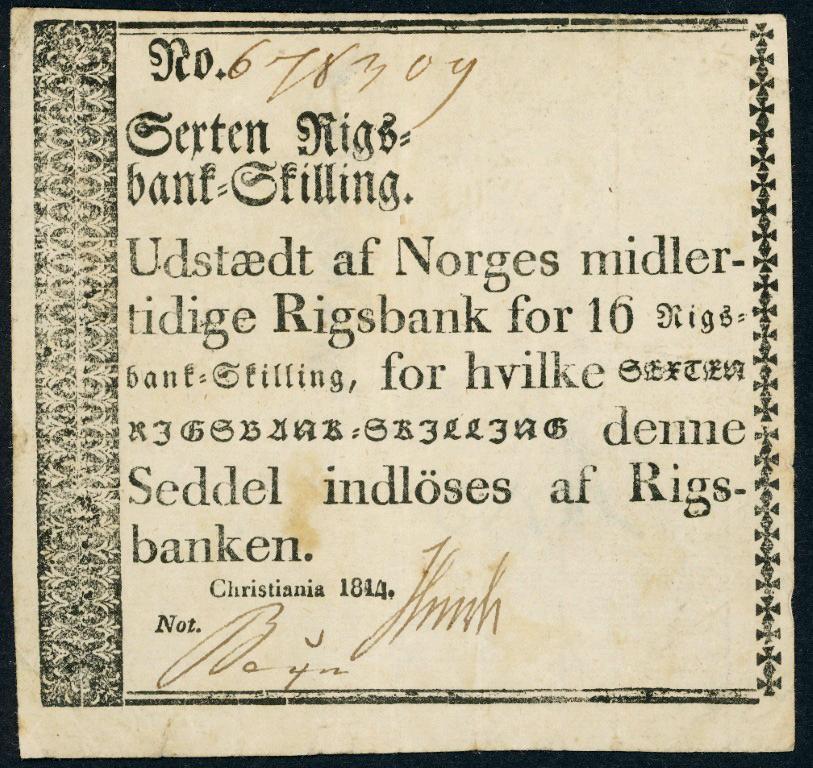 No. 678309
Sexten Rigs=
bank=Skilling.
Udstædt af Norges midler-
tidige Rigsbank for 16 Rigs=
bank=Skilling, for hvilke SEXTEN
RIGSBANK=SKILLING denne
Seddel indlöses af Rigs-
banken.
Christiania 1814.
Not.